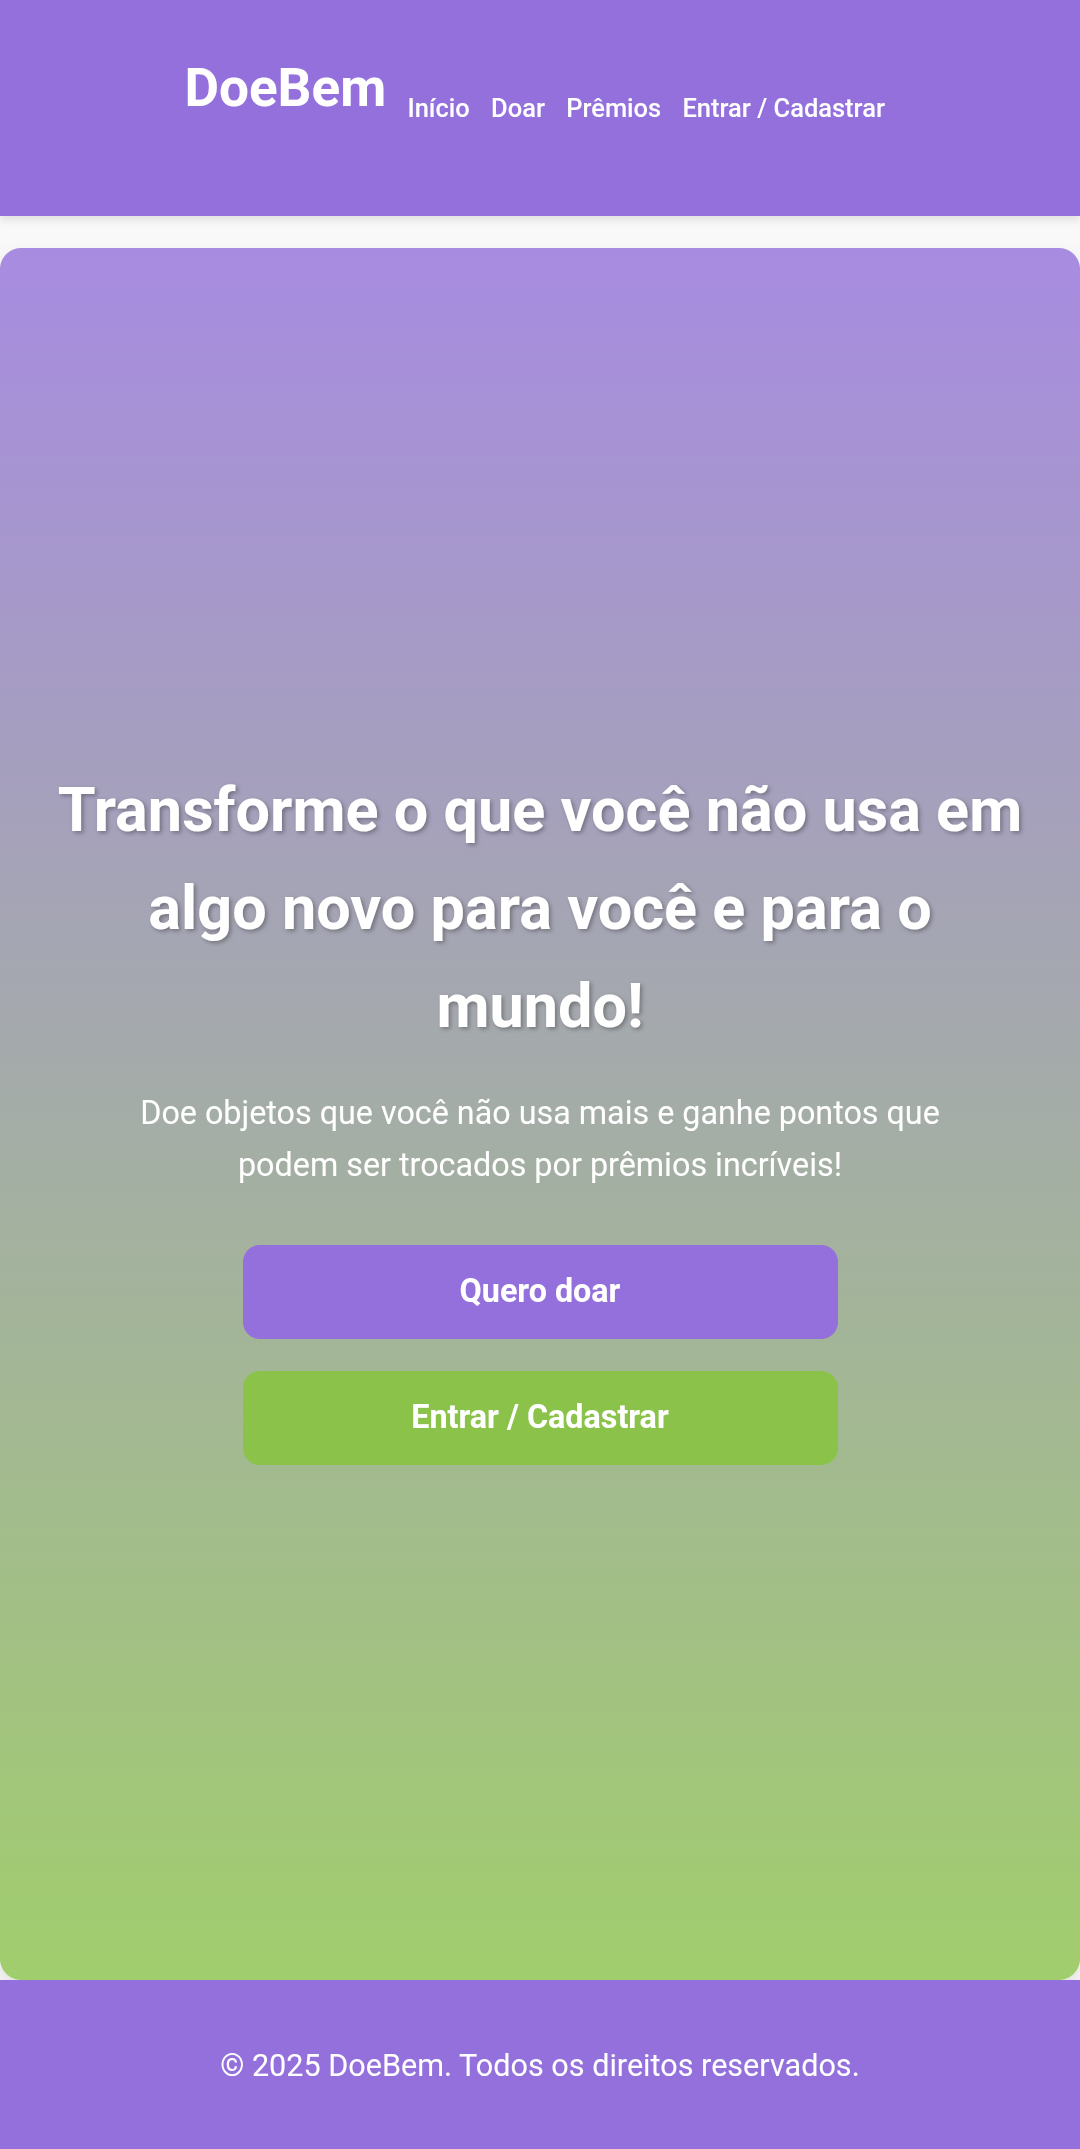 DoeBem
Início Doar Prêmios Entrar / Cadastrar
Transforme o que você não usa em
algo novo para você e para o
mundo!
Doe objetos que você não usa mais e ganhe pontos que
podem ser trocados por prêmios incríveis!
Quero doar
Entrar / Cadastrar
© 2025 DoeBem. Todos os direitos reservados.